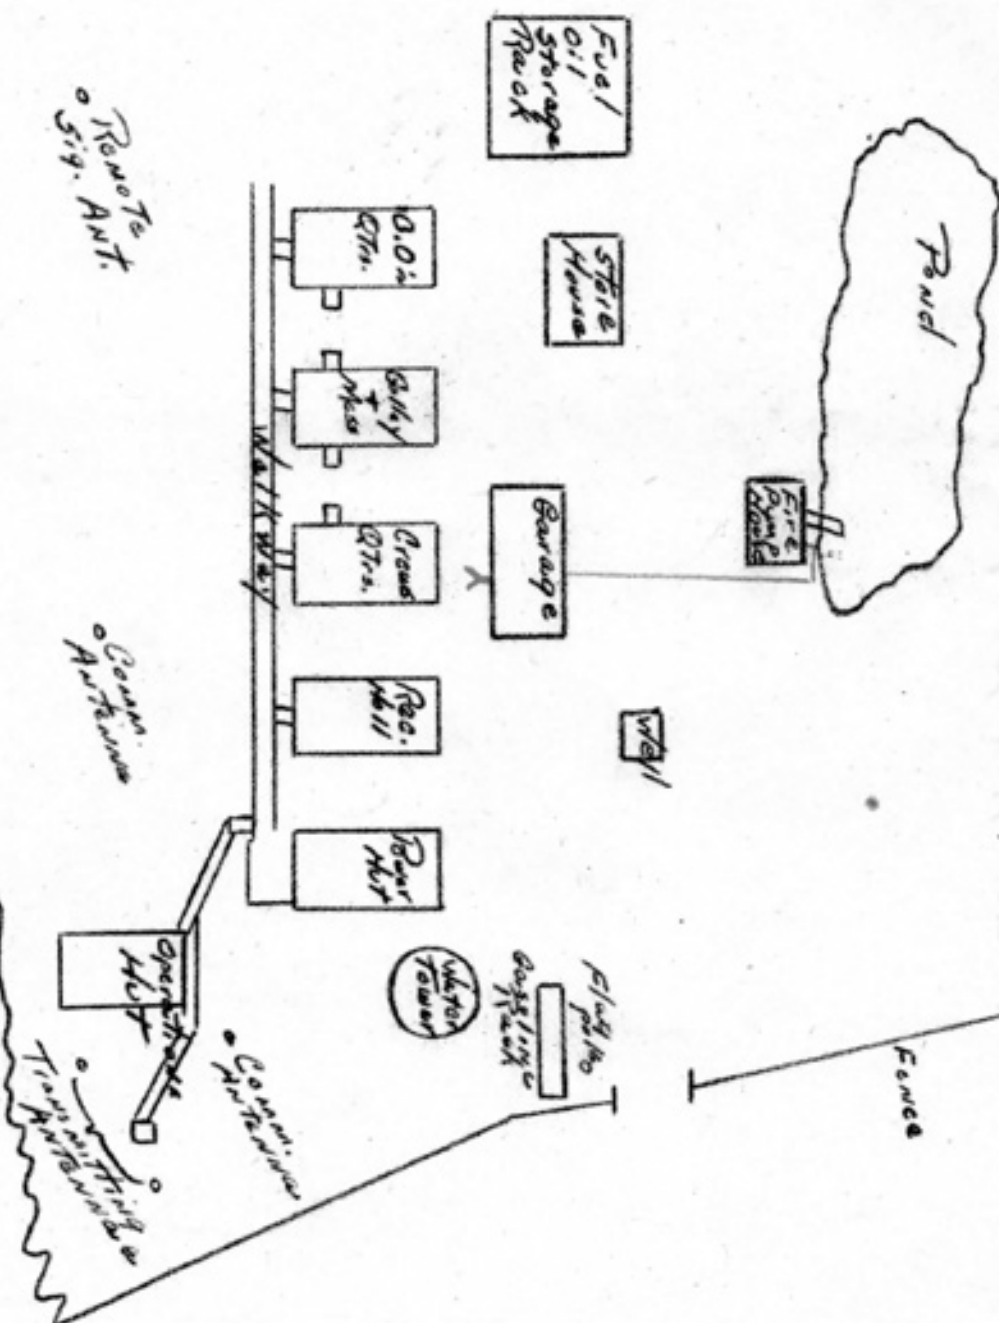 Fuel
Oil
Storage
Rack
Pond
Store
House
Remote
Sig. Ant.
O.O's
Qtrs.
Gally
+
Mess
Walkway
Crews
Qtrs.
Garage
Fire
Pump
House
Rec.
Hall
Well
Comm.
Antenna
Power
Hut
Operations
Hut
Water
Tower
Gasoline
Rack
Flag
Pole
Fence
Comm.
Antenna
Transmitting
Antenna